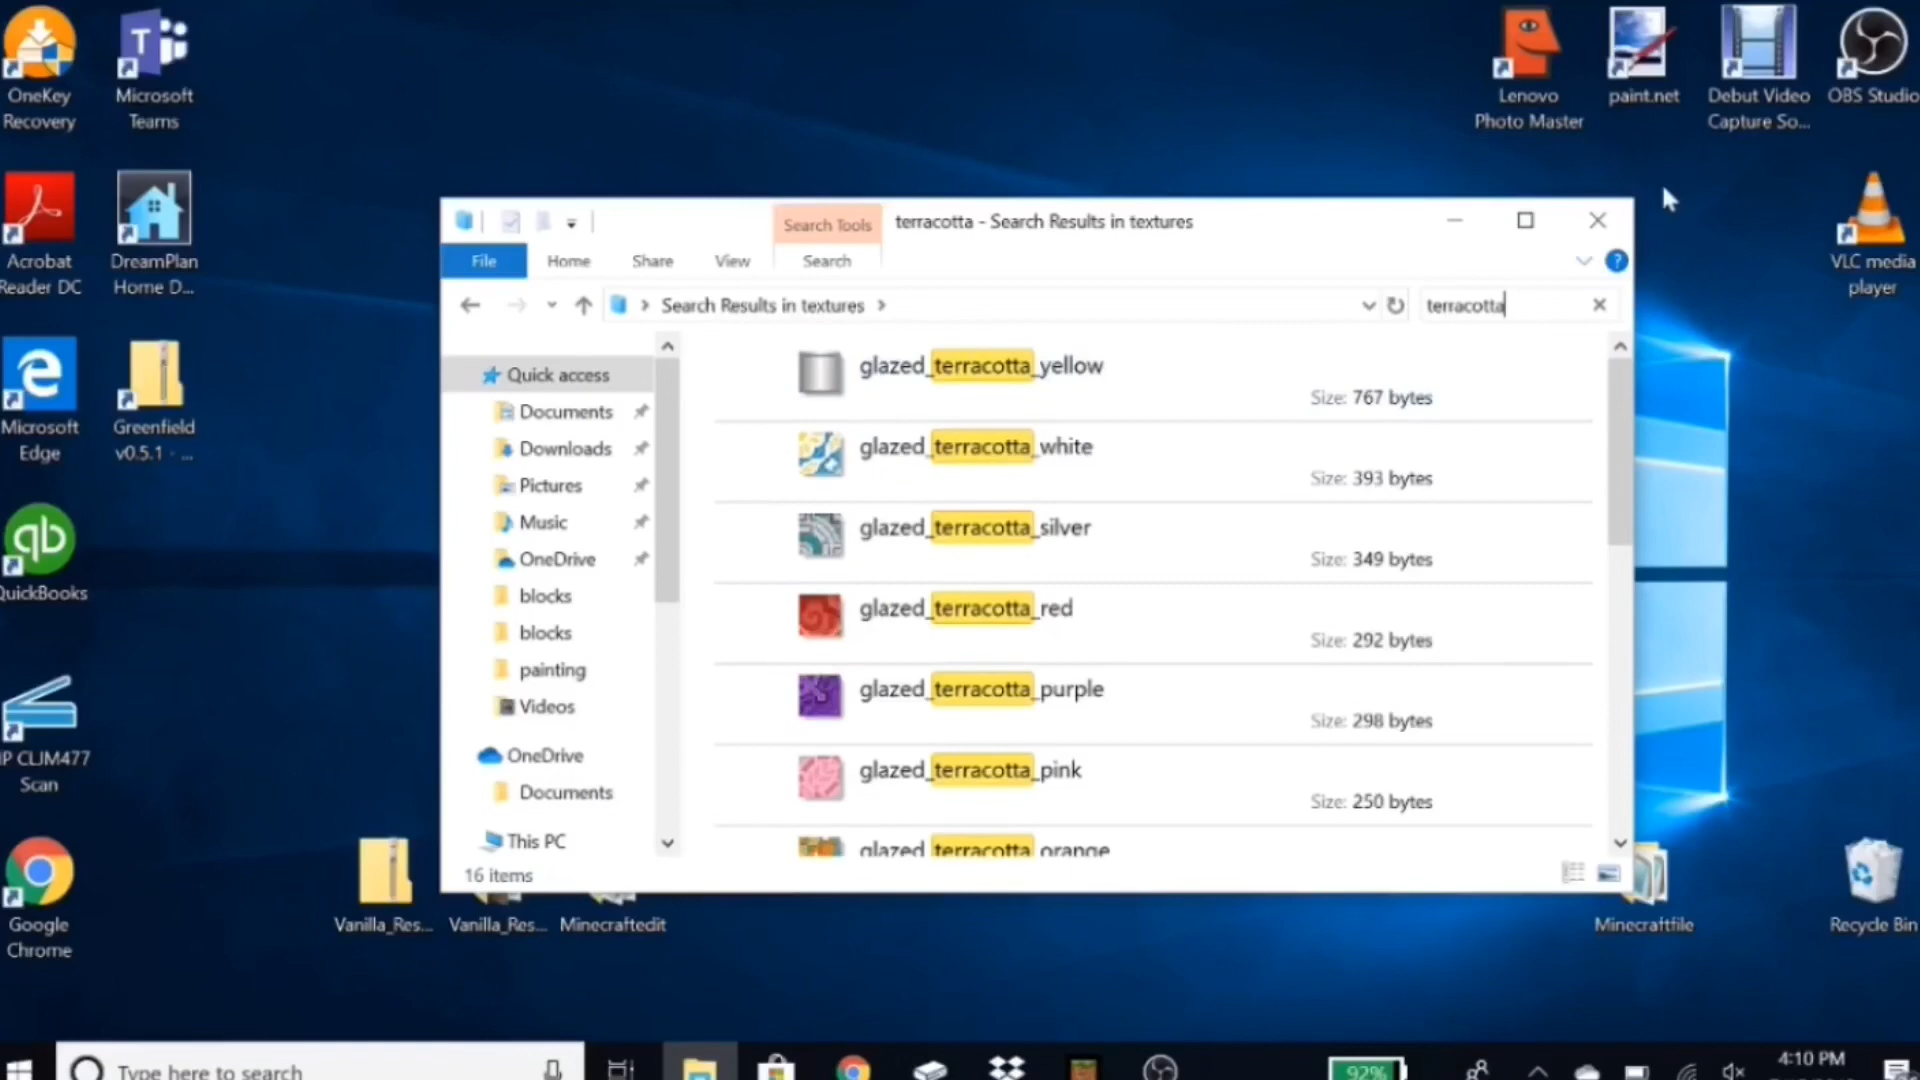 OneKey
Recovery
Microsoft
Teams
Lenovo
Photo Master
paint.net
Debut Video
Capture So...
OBS Studio
Acrobat
Reader DC
DreamPlan
Home D...
VLC media
player
Microsoft
Edge
Greenfield
v0.5.1 - ...
QuickBooks
P CLJM477
Scan
Google
Chrome
Search Tools
terracotta - Search Results in textures
File
Home
Share
View
Search
Search Results in textures
terracotta
Quick access
Documents
Downloads
Pictures
Music
OneDrive
blocks
blocks
painting
Videos
OneDrive
Documents
This PC
glazed_terracotta_yellow
Size: 767 bytes
glazed_terracotta_white
Size: 393 bytes
glazed_terracotta_silver
Size: 349 bytes
glazed_terracotta_red
Size: 292 bytes
glazed_terracotta_purple
Size: 298 bytes
glazed_terracotta_pink
Size: 250 bytes
glazed_terracotta_orange
16 items
Vanilla_Res...
Vanilla_Res...
Minecraftedit
Minecraftfile
Recycle Bin
Type here to search
92%
4:10 PM